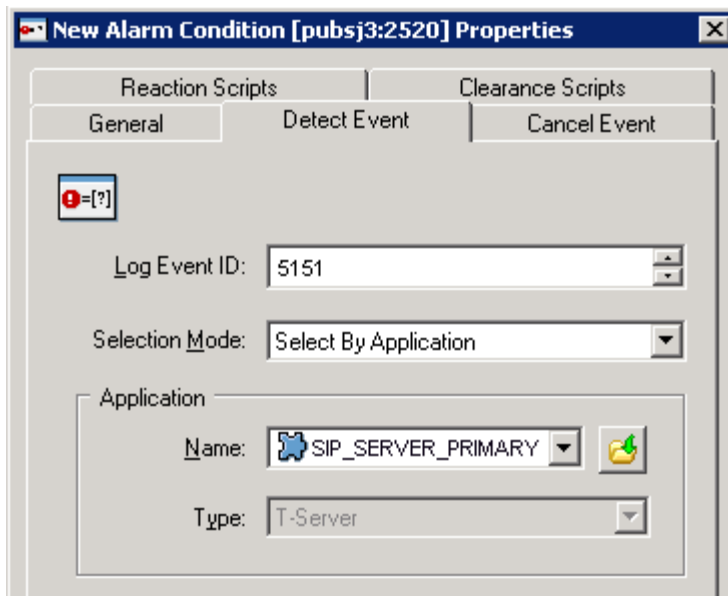 New Alarm Condition [pubsj3:2520] Properties
Reaction Scripts Clearance Scripts
General Detect Event Cancel Event
=[?]
Log Event ID: 5151
Selection Mode: Select By Application
Application
Name: SIP_SERVER_PRIMARY
Type: T-Server